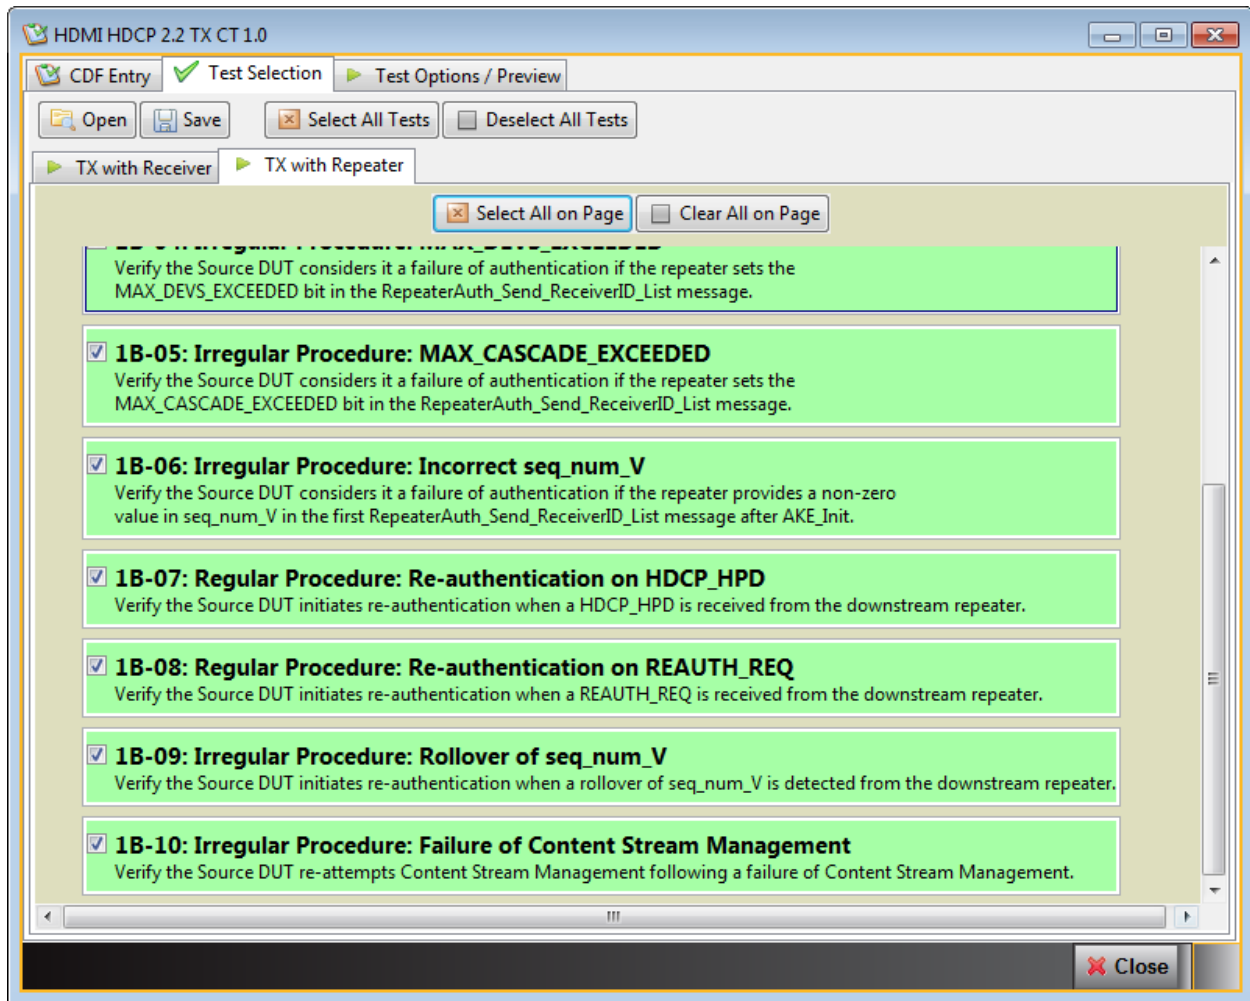 HDMI HDCP 2.2 TX CT 1.0
CDF Entry
Test Selection
Test Options / Preview
Open
Save
Select All Tests
Deselect All Tests
TX with Receiver
TX with Repeater
Select All on Page
Clear All on Page
1B-04: Irregular Procedure: MAX_DEVS_EXCEEDED
Verify the Source DUT considers it a failure of authentication if the repeater sets the
MAX_DEVS_EXCEEDED bit in the RepeaterAuth_Send_ReceiverID_List message.
1B-05: Irregular Procedure: MAX_CASCADE_EXCEEDED
Verify the Source DUT considers it a failure of authentication if the repeater sets the
MAX_CASCADE_EXCEEDED bit in the RepeaterAuth_Send_ReceiverID_List message.
1B-06: Irregular Procedure: Incorrect seq_num_V
Verify the Source DUT considers it a failure of authentication if the repeater provides a non-zero
value in seq_num_V in the first RepeaterAuth_Send_ReceiverID_List message after AKE_Init.
1B-07: Regular Procedure: Re-authentication on HDCP_HPD
Verify the Source DUT initiates re-authentication when a HDCP_HPD is received from the downstream repeater.
1B-08: Regular Procedure: Re-authentication on REAUTH_REQ
Verify the Source DUT initiates re-authentication when a REAUTH_REQ is received from the downstream repeater.
1B-09: Irregular Procedure: Rollover of seq_num_V
Verify the Source DUT initiates re-authentication when a rollover of seq_num_V is detected from the downstream repeater.
1B-10: Irregular Procedure: Failure of Content Stream Management
Verify the Source DUT re-attempts Content Stream Management following a failure of Content Stream Management.
Close